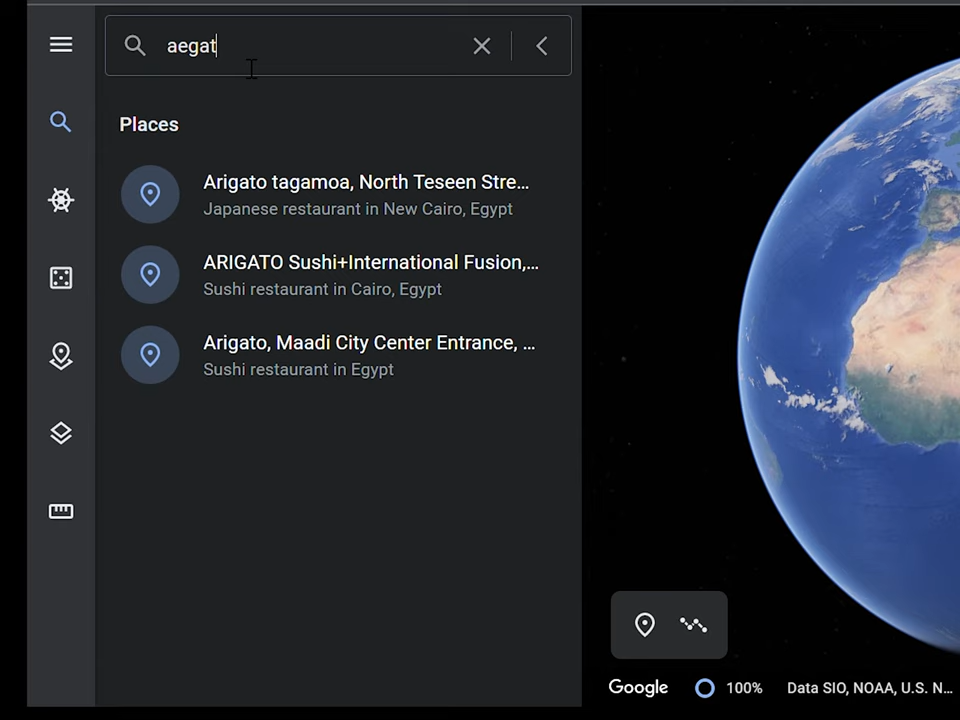 aegat
Places
Arigato tagamoa, North Teseen Stre...
Japanese restaurant in New Cairo, Egypt
ARIGATO Sushi+International Fusion,...
Sushi restaurant in Cairo, Egypt
Arigato, Maadi City Center Entrance, ...
Sushi restaurant in Egypt
Google 100% Data SIO, NOAA, U.S. N...